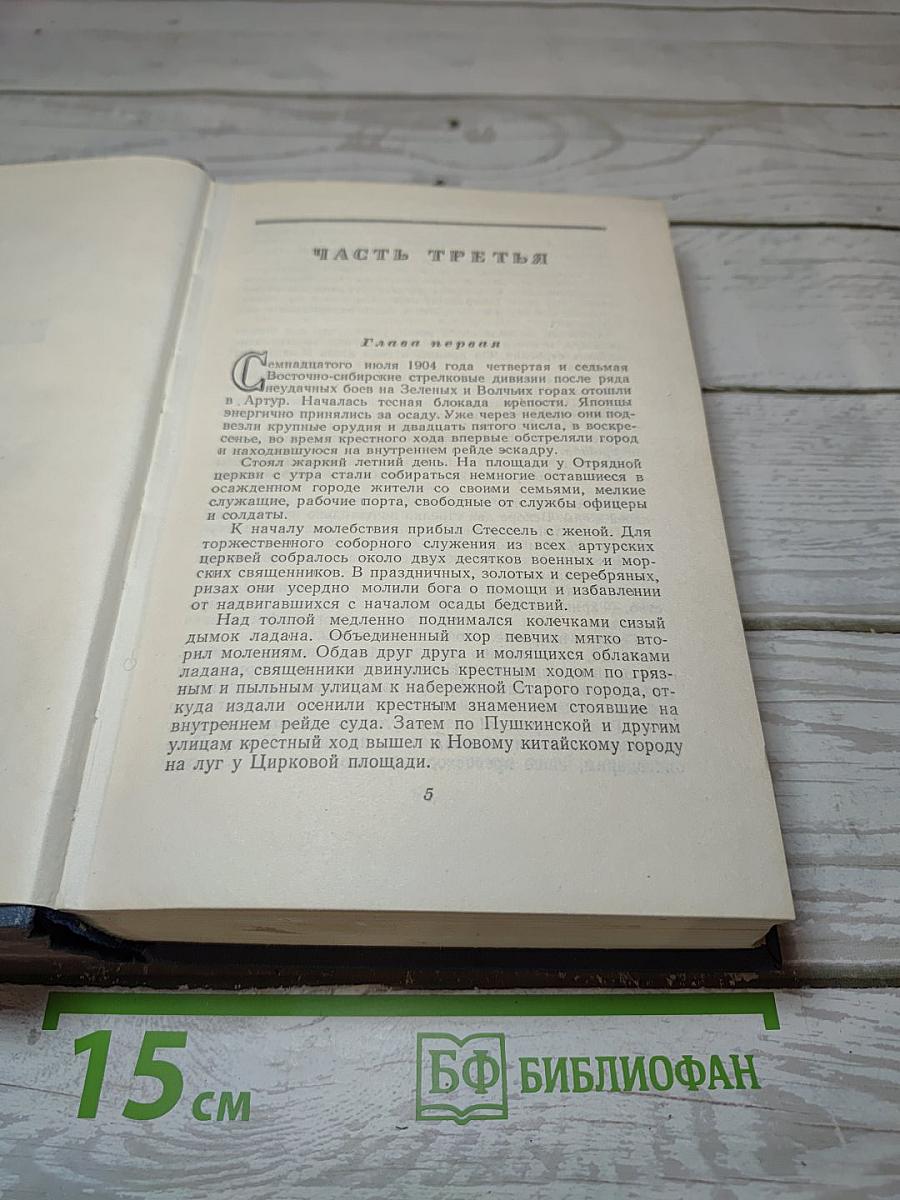 ЧАСТЬ ТРЕТЬЯ
Глава первая
Семнадцатого июля 1904 года четвертая и седьмая
Восточно-сибирские стрелковые дивизии после ряда
неудачных боев на Зеленых и Волчьих горах отошли
в Артур. Началась тесная блокада крепости. Японцы
энергично принялись за осаду. Уже через неделю они под-
везли крупные орудия и двадцать пятого числа, в воскре-
сенье, во время крестного хода впервые обстреляли город
и находившуюся на внутреннем рейде эскадру.
Стоял жаркий летний день. На площади у Отрядной
церкви с утра стали собираться немногие оставшиеся в
осажденном городе жители со своими семьями, мелкие
служащие, рабочие порта, свободные от службы офицеры
и солдаты.
К началу молебствия прибыл Стессель с женой. Для
торжественного соборного служения из всех артурских
церквей собралось около двух десятков военных и мор-
ских священников. В праздничных, золотых и серебряных,
ризах они усердно молили бога о помощи и избавлении
от надвигавшихся с началом осады бедствий.
Над толпой медленно поднимался колечками сизый
дымок ладана. Объединенный хор певчих мягко вто-
рил молениям. Обдав друг друга и молящихся облаками
ладана, священники двинулись крестным ходом по гряз-
ным и пыльным улицам к набережной Старого города, от-
куда издали осенили крестным знамением стоявшие на
внутреннем рейде суда. Затем по Пушкинской и другим
улицам крестный ход вышел к Новому китайскому городу
на луг у Цирковой площади.
5
15 см
БФ БИБЛИОФАН